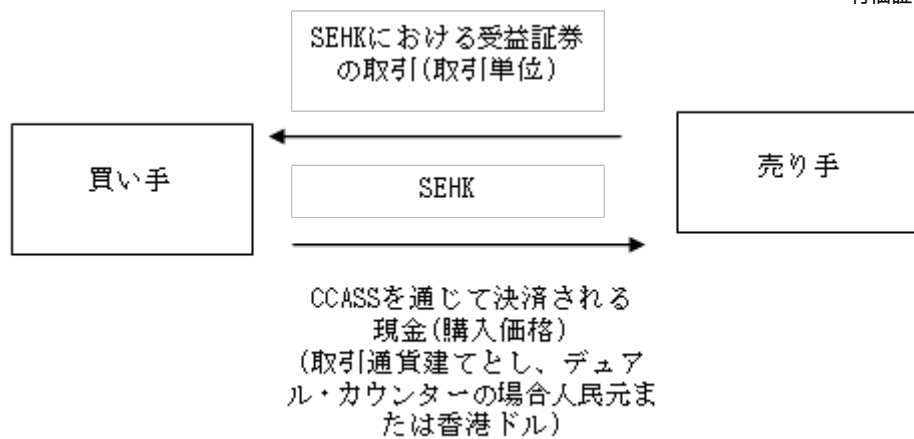 SEHKにおける受益証券
の取引(取引単位)
買い手
売り手
SEHK
CCASSを通じて決済される
現金(購入価格)
(取引通貨建てとし、デュア
ル・カウンターの場合人民元ま
たは香港ドル)